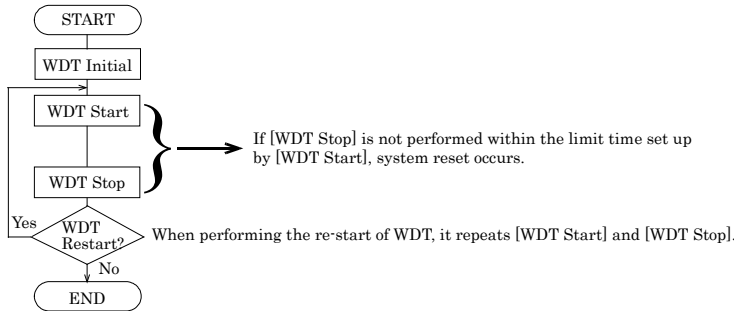 START
WDT Initial
WDT Start
If [WDT Stop] is not performed within the limit time set up
by [WDT Start], system reset occurs.
WDT Stop
Yes
WDT
Restart?
When performing the re-start of WDT, it repeats [WDT Start] and [WDT Stop].
No
END